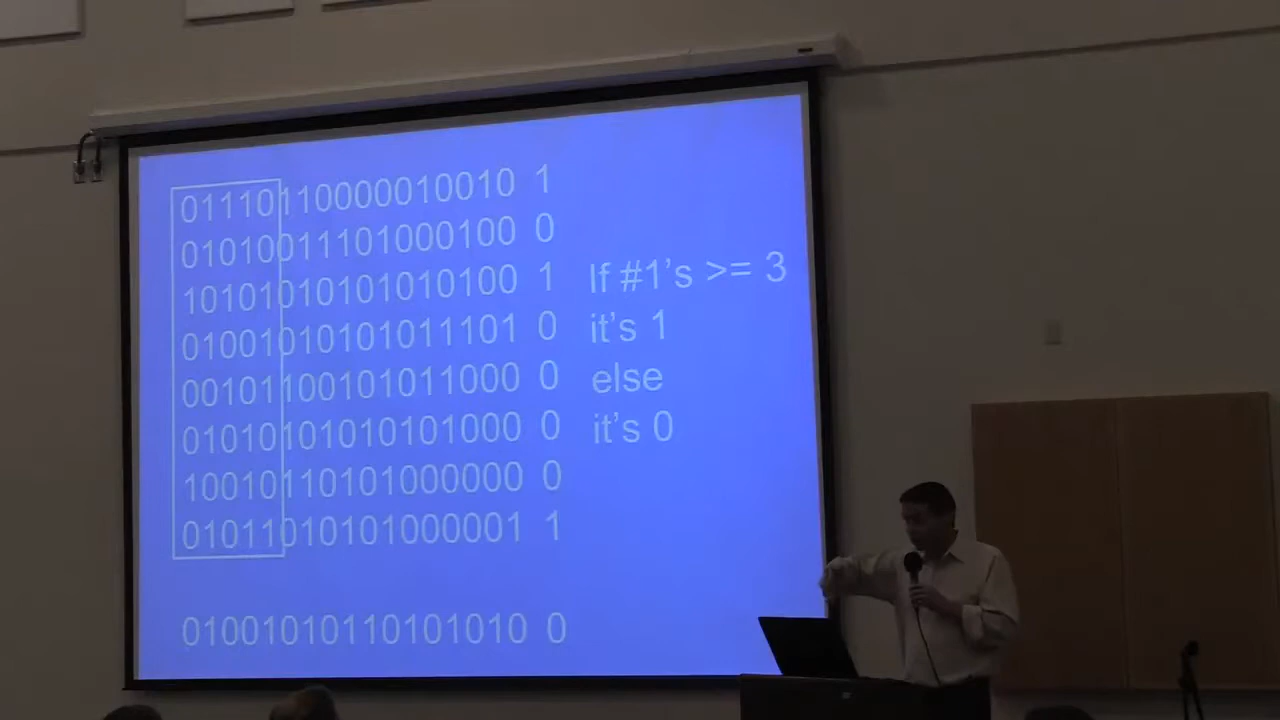 01110110000010010 1
01010011101000100 0
10101010101010100 1
01001010101011101 0
00101100101011000 0
01010101010101000 0
10010110101000000 0
01011010101000001 1
01001010110101010 0
If #1's >= 3
it's 1
else
it's 0